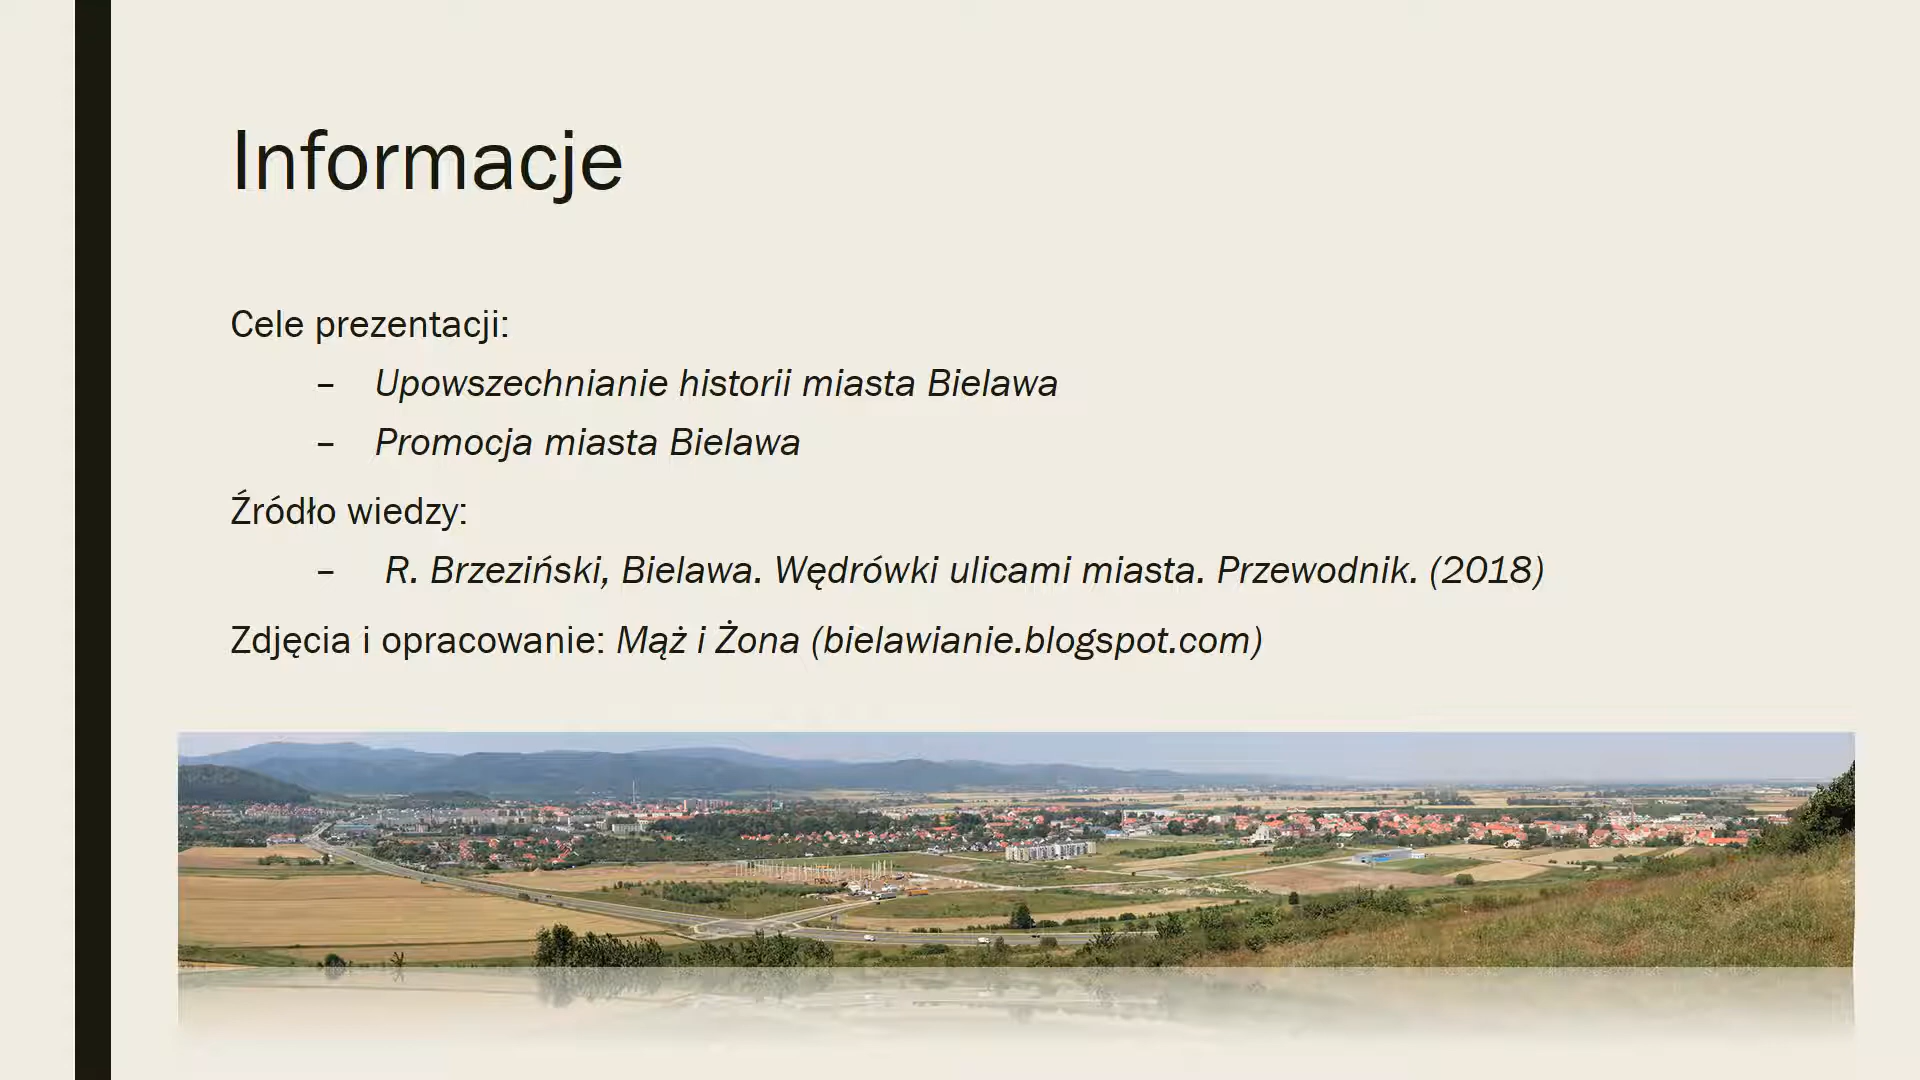 Informacje
Cele prezentacji:
– Upowszechnianie historii miasta Bielawa
– Promocja miasta Bielawa
Źródło wiedzy:
– R. Brzeziński, Bielawa. Wędrówki ulicami miasta. Przewodnik. (2018)
Zdjęcia i opracowanie: Mąż i Żona (bielawianie.blogspot.com)